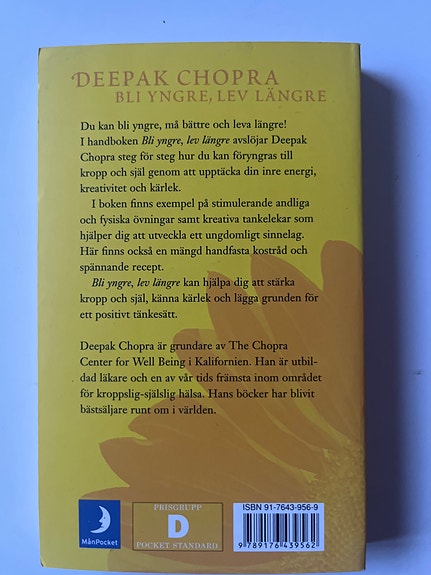 DEEPAK CHOPRA
BLI YNGRE, LEV LÄNGRE
Du kan bli yngre, må bättre och leva längre!
I handboken Bli yngre, lev längre avslöjar Deepak
Chopra steg för steg hur du kan föryngras till
kropp och själ genom att upptäcka din inre energi,
kreativitet och kärlek.
I boken finns exempel på stimulerande andliga
och fysiska övningar samt kreativa tankelekar som
hjälper dig att utveckla ett ungdomligt sinnelag.
Här finns också en mängd handfasta kostråd och
spännande recept.
Bli yngre, lev längre kan hjälpa dig att stärka
kropp och själ, känna kärlek och lägga grunden för
ett positivt tänkesätt.
Deepak Chopra är grundare av The Chopra
Center for Well Being i Kalifornien. Han är utbil-
dad läkare och en av vår tids främsta inom området
för kroppslig-själslig hälsa. Hans böcker har blivit
bästsäljare runt om i världen.
MånPocket
PRISGRUPP
D
POCKET STANDARD
ISBN 91-7643-956-9
9 789176 439562